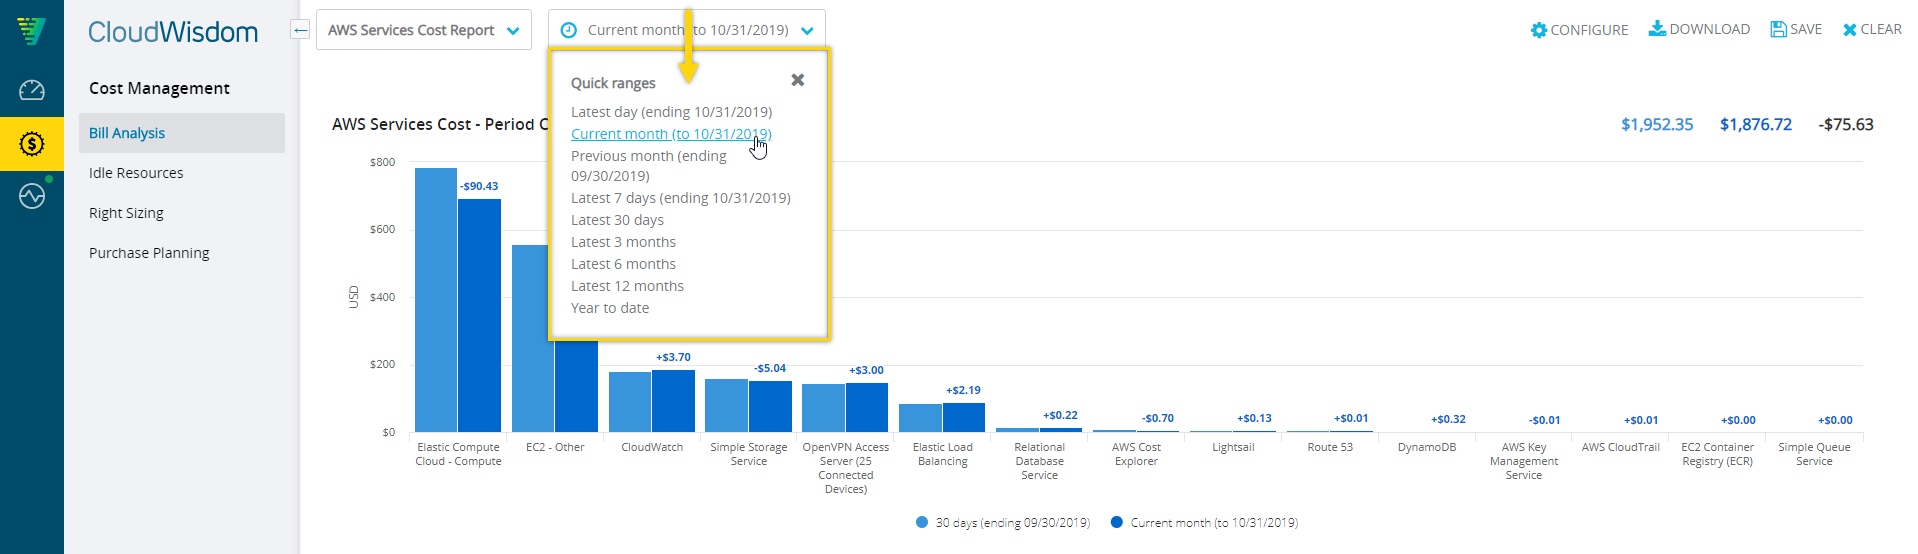 CloudWisdom
Cost Management
Bill Analysis
Idle Resources
Right Sizing
Purchase Planning
AWS Services Cost Report
Current month (to 10/31/2019)
CONFIGURE
DOWNLOAD
SAVE
CLEAR
Quick ranges
Latest day (ending 10/31/2019)
Current month (to 10/31/2019)
Previous month (ending
09/30/2019)
Latest 7 days (ending 10/31/2019)
Latest 30 days
Latest 3 months
Latest 6 months
Latest 12 months
Year to date
AWS Services Cost - Period
$1,952.35
$1,876.72
-$75.63
USD
$800
$600
$400
$200
$0
-$90.43
+$3.70
-$5.04
+$3.00
+$2.19
+$0.22
-$0.70
+$0.13
+$0.01
+$0.32
-$0.01
+$0.01
+$0.00
+$0.00
Elastic Compute
Cloud - Compute
EC2 - Other
CloudWatch
Simple Storage
Service
OpenVPN Access
Server (25
Connected
Devices)
Elastic Load
Balancing
Relational
Database
Service
AWS Cost
Explorer
Lightsail
Route 53
DynamoDB
AWS Key
Management
Service
AWS CloudTrail
EC2 Container
Registry (ECR)
Simple Queue
Service
30 days (ending 09/30/2019)
Current month (to 10/31/2019)